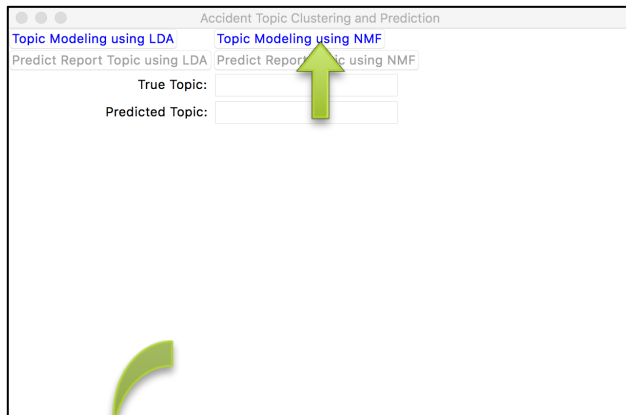 Accident Topic Clustering and Prediction
Topic Modeling using LDA Topic Modeling using NMF
Predict Report Topic using LDA Predict Report ic using NMF
True Topic:
Predicted Topic: